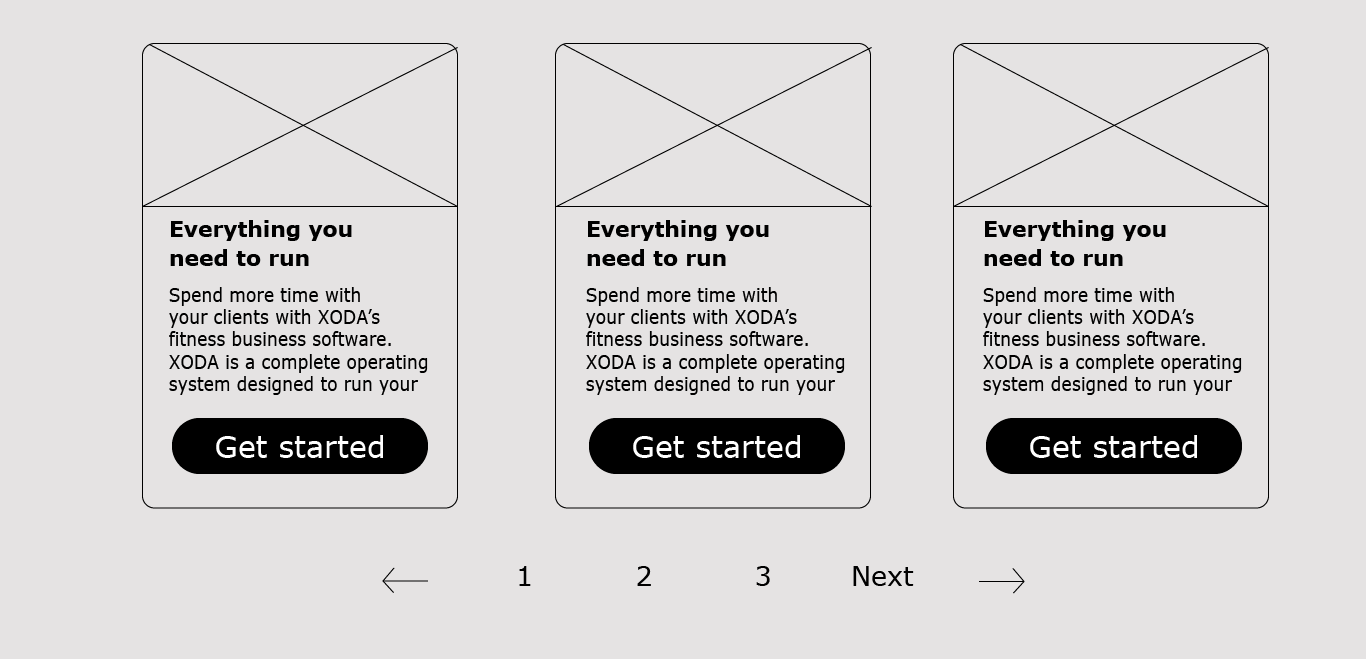 Everything you
need to run
Spend more time with
your clients with XODA’s
fitness business software.
XODA is a complete operating
system designed to run your
Get started
Everything you
need to run
Spend more time with
your clients with XODA’s
fitness business software.
XODA is a complete operating
system designed to run your
Get started
Everything you
need to run
Spend more time with
your clients with XODA’s
fitness business software.
XODA is a complete operating
system designed to run your
Get started
1 2 3 Next